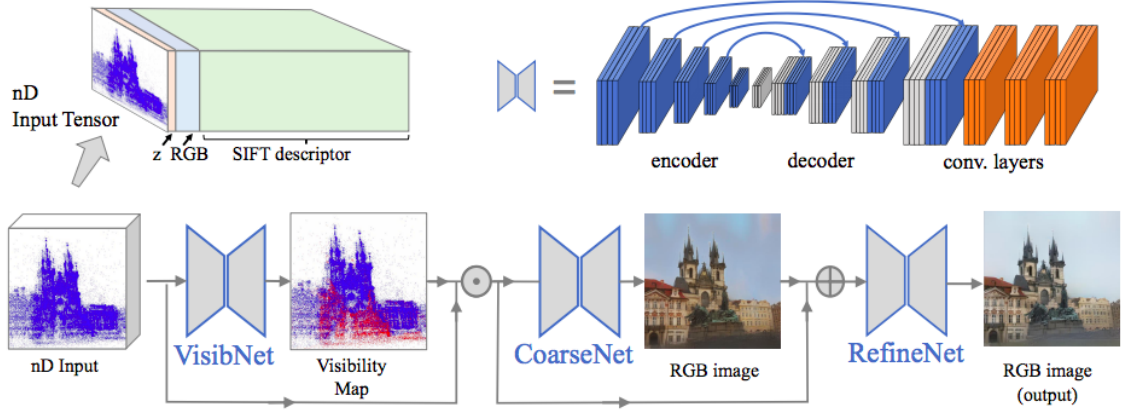 nD
Input Tensor
z RGB SIFT descriptor
=
encoder decoder conv. layers
VisibNet CoarseNet RefineNet
nD Input
Visibility
Map
RGB image
RGB image
(output)